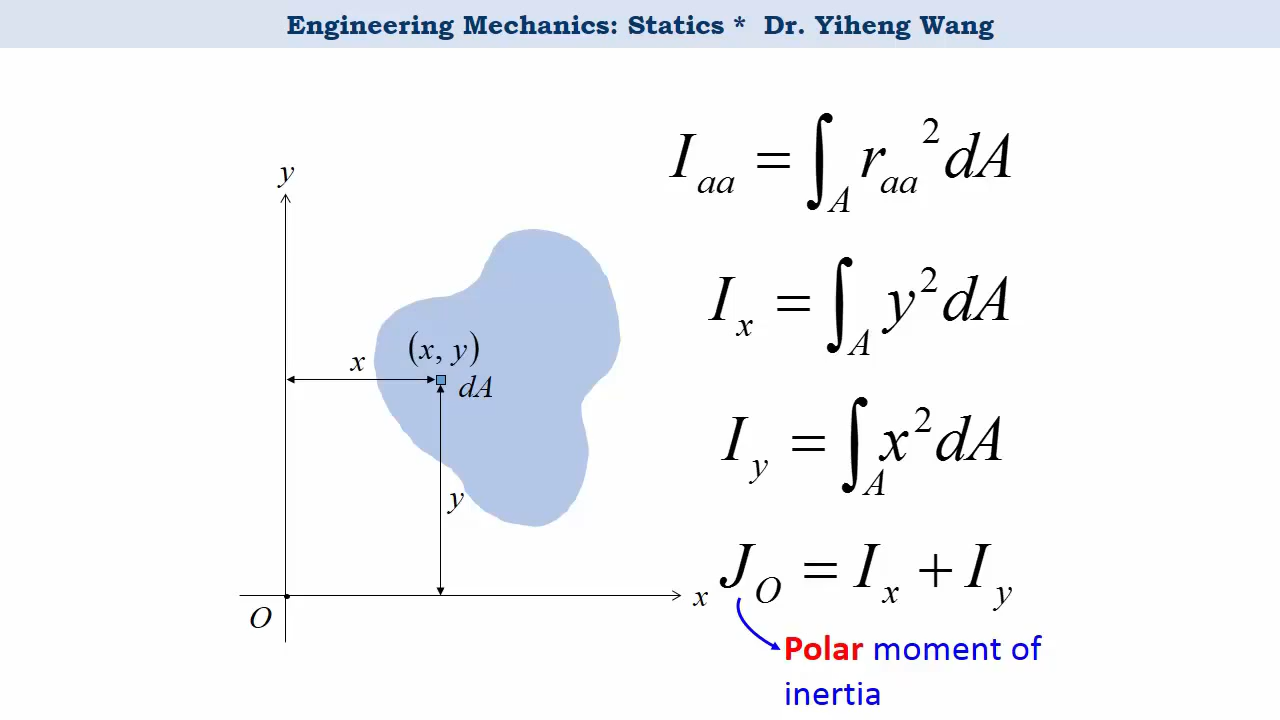 Engineering Mechanics: Statics * Dr. Yiheng Wang
I_aa = ∫_A r_aa² dA
y
I_x = ∫_A y² dA
(x, y)
x
dA
I_y = ∫_A x² dA
y
J_O = I_x + I_y
x
O
Polar moment of
inertia